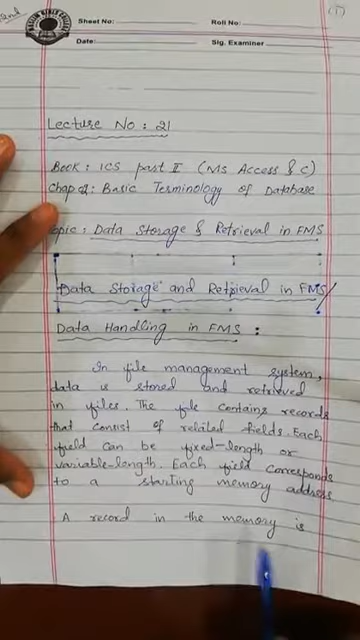 2nd
(1)
Sheet No:
Roll No:
Date:
Sig. Examiner
Lecture No : 21
Book : ICS part II (MS Access & C)
Chap 2: Basic Terminology of Database
Topic : Data Storage & Retrieval in FMS
Data Storage and Retrieval in FMS/
Data Handling in FMS :
In file management system,
data is stored and retrieved
in files. The file contains records
that consist of related fields. Each
field can be fixed-length or
variable-length. Each field corresponds
to a starting memory address
A record in the memory is